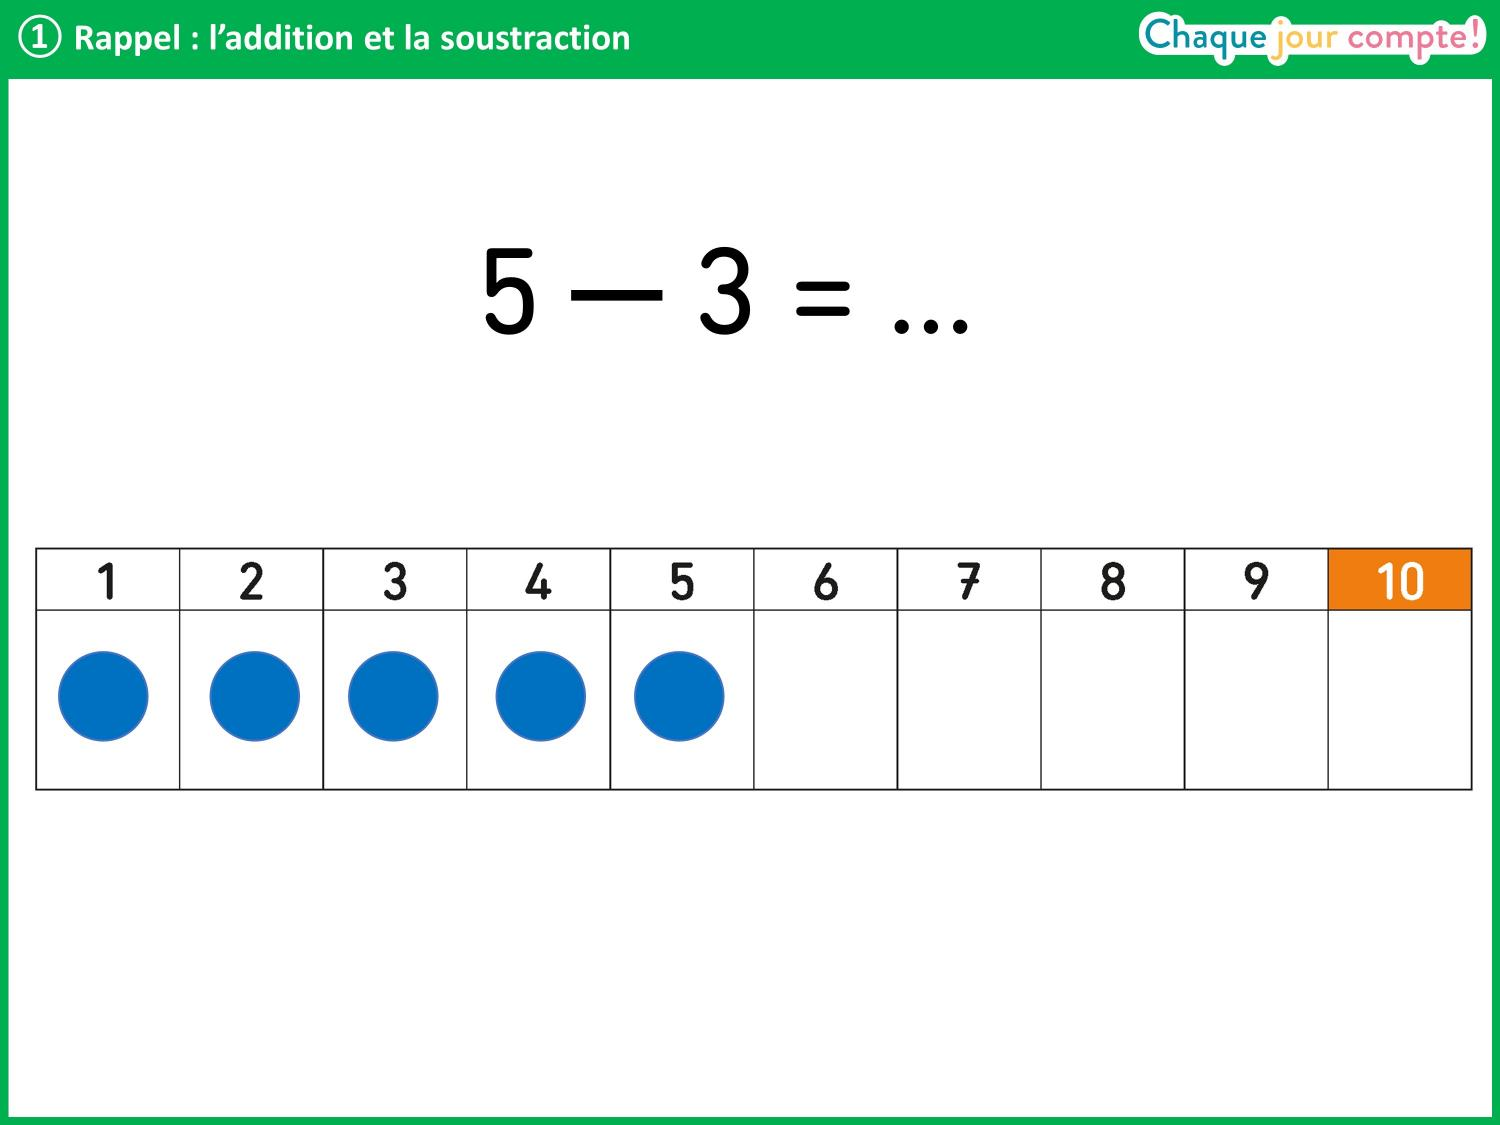 ① Rappel : l’addition et la soustraction
Chaque jour compte!
5 – 3 = ...
1 2 3 4 5 6 7 8 9 10